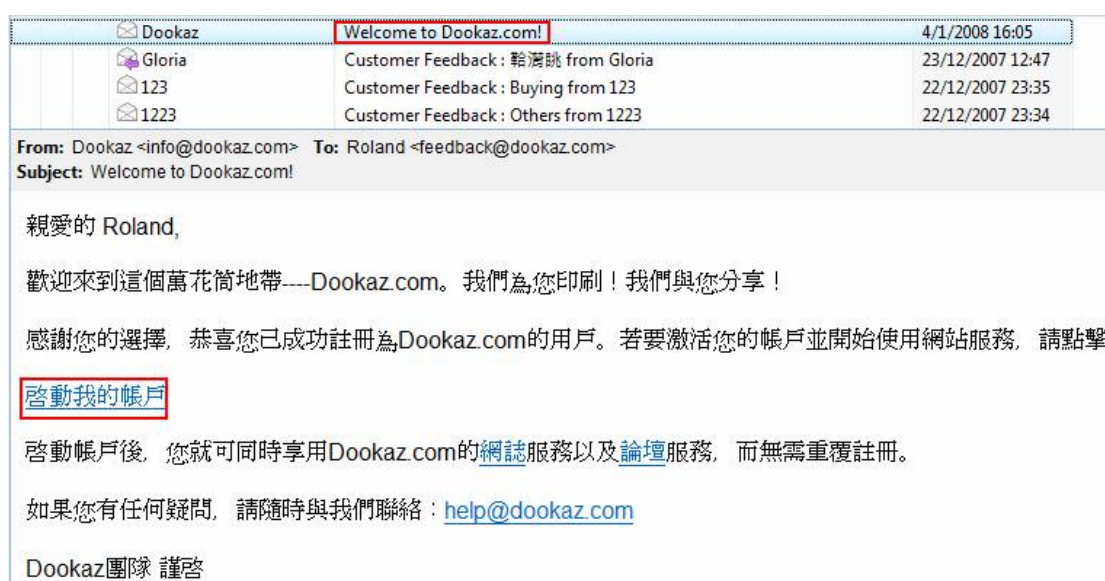 Dookaz Welcome to Dookaz.com! 4/1/2008 16:05
Gloria Customer Feedback : 鞈澆眺 from Gloria 23/12/2007 12:47
123 Customer Feedback : Buying from 123 22/12/2007 23:35
1223 Customer Feedback : Others from 1223 22/12/2007 23:34
From: Dookaz <info@dookaz.com> To: Roland <feedback@dookaz.com>
Subject: Welcome to Dookaz.com!
親愛的 Roland,
歡迎來到這個萬花筒地帶----Dookaz.com。我們為您印刷！我們與您分享！
感謝您的選擇，恭喜您已成功註冊為Dookaz.com的用戶。若要激活您的帳戶並開始使用網站服務，請點擊
啓動我的帳戶
啓動帳戶後，您就可同時享用Dookaz.com的網誌服務以及論壇服務，而無需重覆註冊。
如果您有任何疑問，請隨時與我們聯絡：help@dookaz.com
Dookaz團隊 謹啓